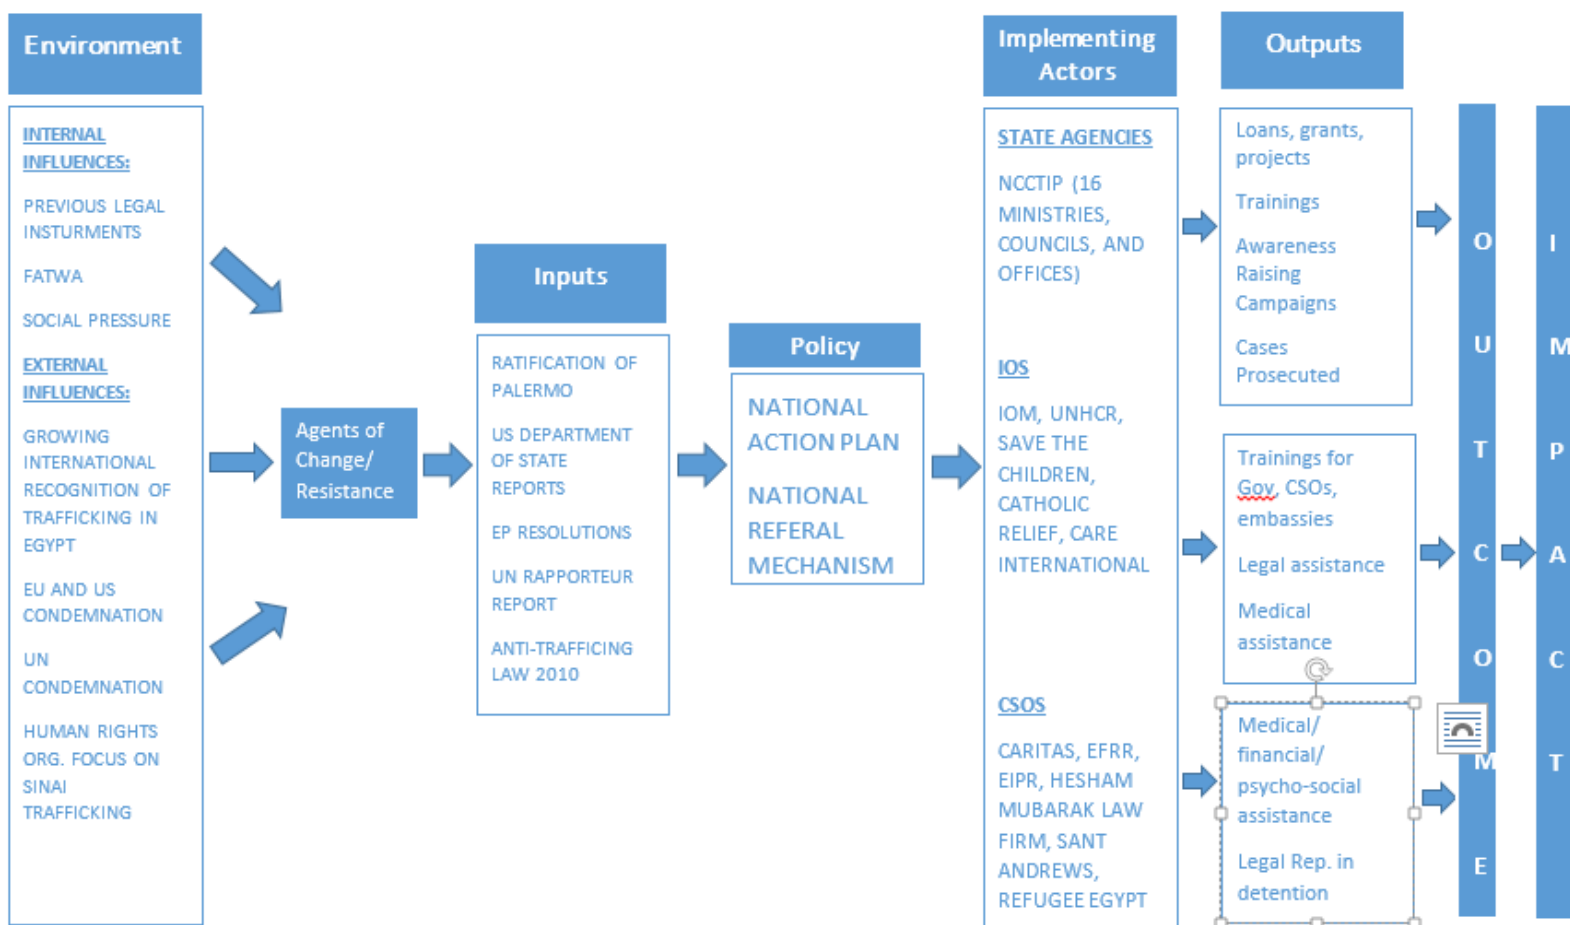 Environment
INTERNAL
INFLUENCES:
PREVIOUS LEGAL
INSTURMENTS
FATWA
SOCIAL PRESSURE
EXTERNAL
INFLUENCES:
GROWING
INTERNATIONAL
RECOGNITION OF
TRAFFICKING IN
EGYPT
EU AND US
CONDEMNATION
UN
CONDEMNATION
HUMAN RIGHTS
ORG. FOCUS ON
SINAI
TRAFFICKING
Agents of
Change/
Resistance
Inputs
RATIFICATION OF
PALERMO
US DEPARTMENT
OF STATE
REPORTS
EP RESOLUTIONS
UN RAPPORTEUR
REPORT
ANTI-TRAFFICING
LAW 2010
Policy
NATIONAL
ACTION PLAN
NATIONAL
REFERAL
MECHANISM
Implementing
Actors
STATE AGENCIES
NCCTIP (16
MINISTRIES,
COUNCILS, AND
OFFICES)
IOS
IOM, UNHCR,
SAVE THE
CHILDREN,
CATHOLIC
RELIEF, CARE
INTERNATIONAL
CSOS
CARITAS, EFRR,
EIPR, HESHAM
MUBARAK LAW
FIRM, SANT
ANDREWS,
REFUGEE EGYPT
Outputs
Loans, grants,
projects
Trainings
Awareness
Raising
Campaigns
Cases
Prosecuted
Trainings for
Gov, CSOs,
embassies
Legal assistance
Medical
assistance
Medical/
financial/
psycho-social
assistance
Legal Rep. in
detention
OUTCOME
IMPACT